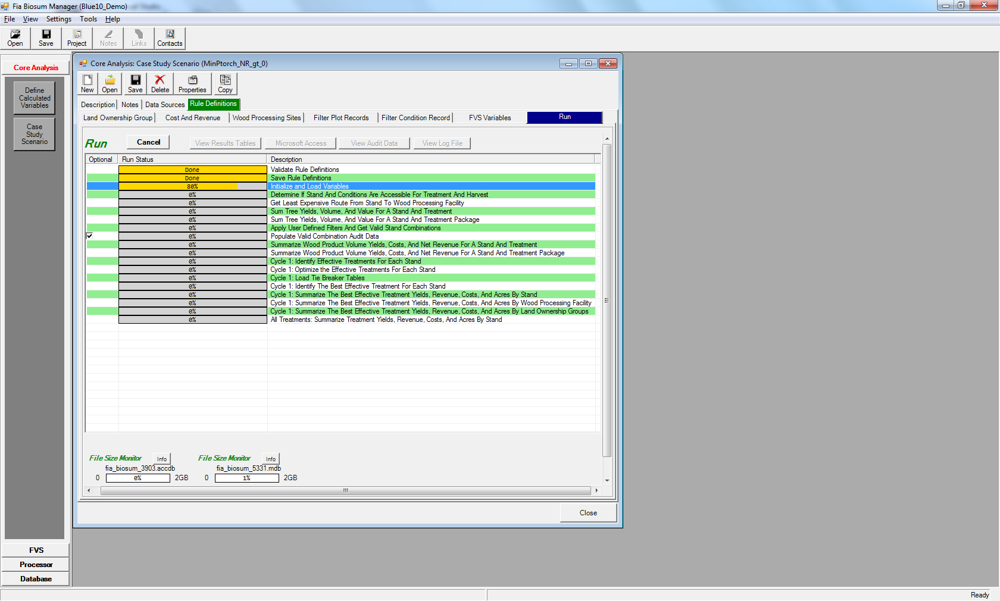 Fia Biosum Manager (Blue10_Demo)
File View Settings Tools Help
Open Save Project Notes Links Contacts
Core Analysis
Define
Calculated
Variables
Case
Study
Scenario
FVS
Processor
Database
Core Analysis: Case Study Scenario (MinPtorch_NR_gt_0)
New Open Save Delete Properties Copy
Description Notes Data Sources Rule Definitions
Land Ownership Group Cost And Revenue Wood Processing Sites Filter Plot Records Filter Condition Record FVS Variables Run
Run Cancel View Results Tables Microsoft Access View Audit Data View Log File
Optional Run Status Description
Done Validate Rule Definitions
Done Save Rule Definitions
80% Initialize and Load Variables
0% Determine If Stand And Conditions Are Accessible For Treatment And Harvest
0% Get Least Expensive Route From Stand To Wood Processing Facility
0% Sum Tree Yields, Volume, And Value For A Stand And Treatment
0% Sum Tree Yields, Volume, And Value For A Stand And Treatment Package
0% Apply User Defined Filters And Get Valid Stand Combinations
0% Populate Valid Combination Audit Data
0% Summarize Wood Product Volume Yields, Costs, And Net Revenue For A Stand And Treatment
0% Summarize Wood Product Volume Yields, Costs, And Net Revenue For A Stand And Treatment Package
0% Cycle 1: Identify Effective Treatments For Each Stand
0% Cycle 1: Optimize the Effective Treatments For Each Stand
0% Cycle 1: Load Tie Breaker Tables
0% Cycle 1: Identify The Best Effective Treatment For Each Stand
0% Cycle 1: Summarize The Best Effective Treatment Yields, Revenue, Costs, And Acres By Stand
0% Cycle 1: Summarize The Best Effective Treatment Yields, Revenue, Costs, And Acres By Wood Processing Facility
0% Cycle 1: Summarize The Best Effective Treatment Yields, Revenue, Costs, And Acres By Land Ownership Groups
0% All Treatments: Summarize Treatment Yields, Revenue, Costs, And Acres By Stand
File Size Monitor Info File Size Monitor Info
fia_biosum_3903.accdb fia_biosum_5331.mdb
0 0% 2GB 0 1% 2GB
Close
Ready